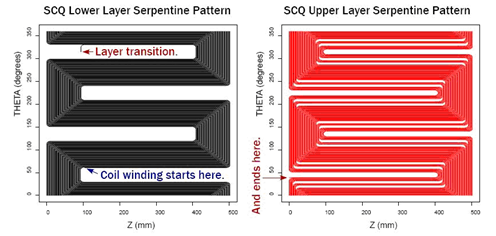 SCQ Lower Layer Serpentine Pattern
SCQ Upper Layer Serpentine Pattern
THETA (degrees)
0 50 100 150 200 250 300 350
Layer transition.
Coil winding starts here.
0 100 200 300 400 500
Z (mm)
THETA (degrees)
0 50 100 150 200 250 300 350
And ends here.
0 100 200 300 400 500
Z (mm)